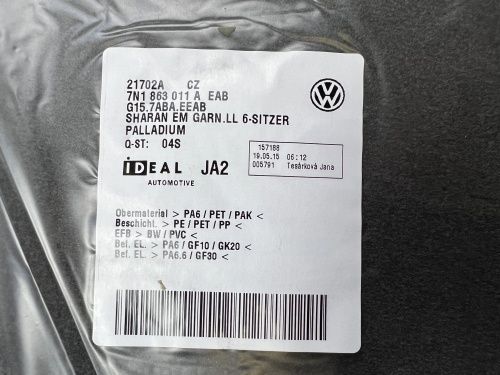 21702A CZ
7N1 863 011 A EAB
G15.7ABA.EEAB
SHARAN EM GARN.LL 6-SITZER
PALLADIUM
Q-ST: 04S
157188
19.05.15 06:12
005791 Tesárková Jana
iDEAL JA2
AUTOMOTIVE
Obermaterial > PA6 / PET / PAK <
Beschicht. > PE / PET / PP <
EFB > BW / PVC <
Bef. EL. > PA6 / GF10 / GK20 <
Bef. EL. > PA6.6 / GF30 <